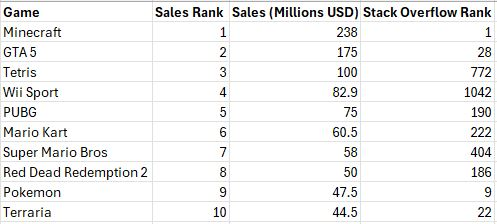 Game Sales Rank Sales (Millions USD) Stack Overflow Rank
Minecraft 1 238 1
GTA 5 2 175 28
Tetris 3 100 772
Wii Sport 4 82.9 1042
PUBG 5 75 190
Mario Kart 6 60.5 222
Super Mario Bros 7 58 404
Red Dead Redemption 2 8 50 186
Pokemon 9 47.5 9
Terraria 10 44.5 22